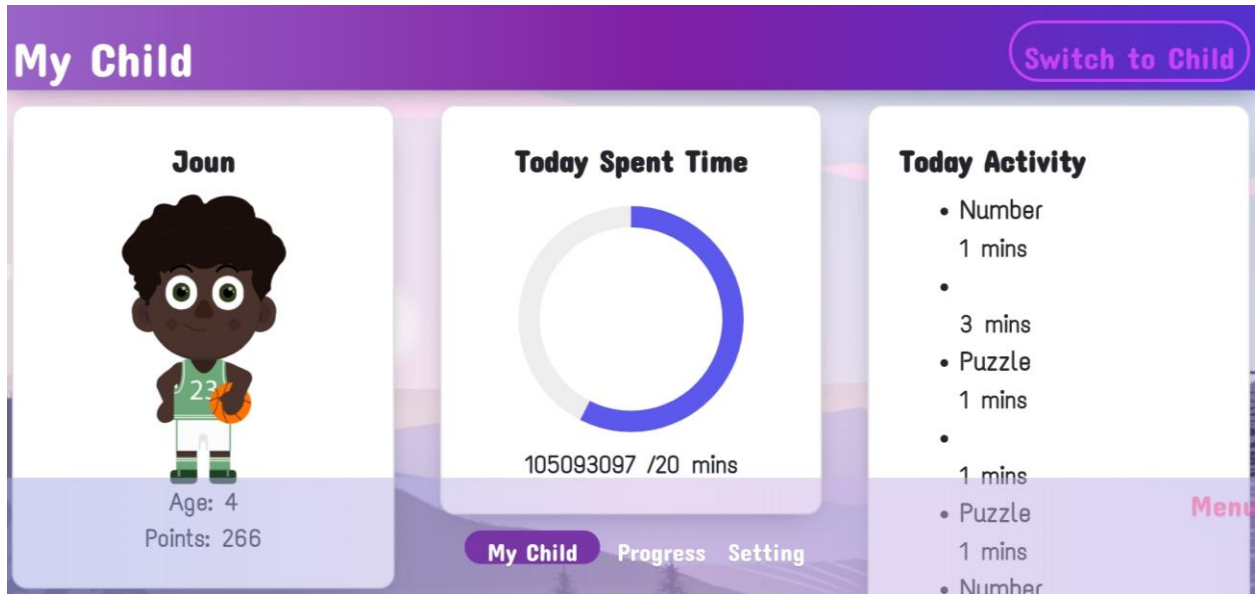 My Child
Switch to Child
Joun
23
Age: 4
Points: 266
Today Spent Time
105093097 /20 mins
Today Activity
• Number
1 mins
•
3 mins
• Puzzle
1 mins
•
1 mins
• Puzzle
1 mins
• Number
Menu
My Child
Progress
Setting